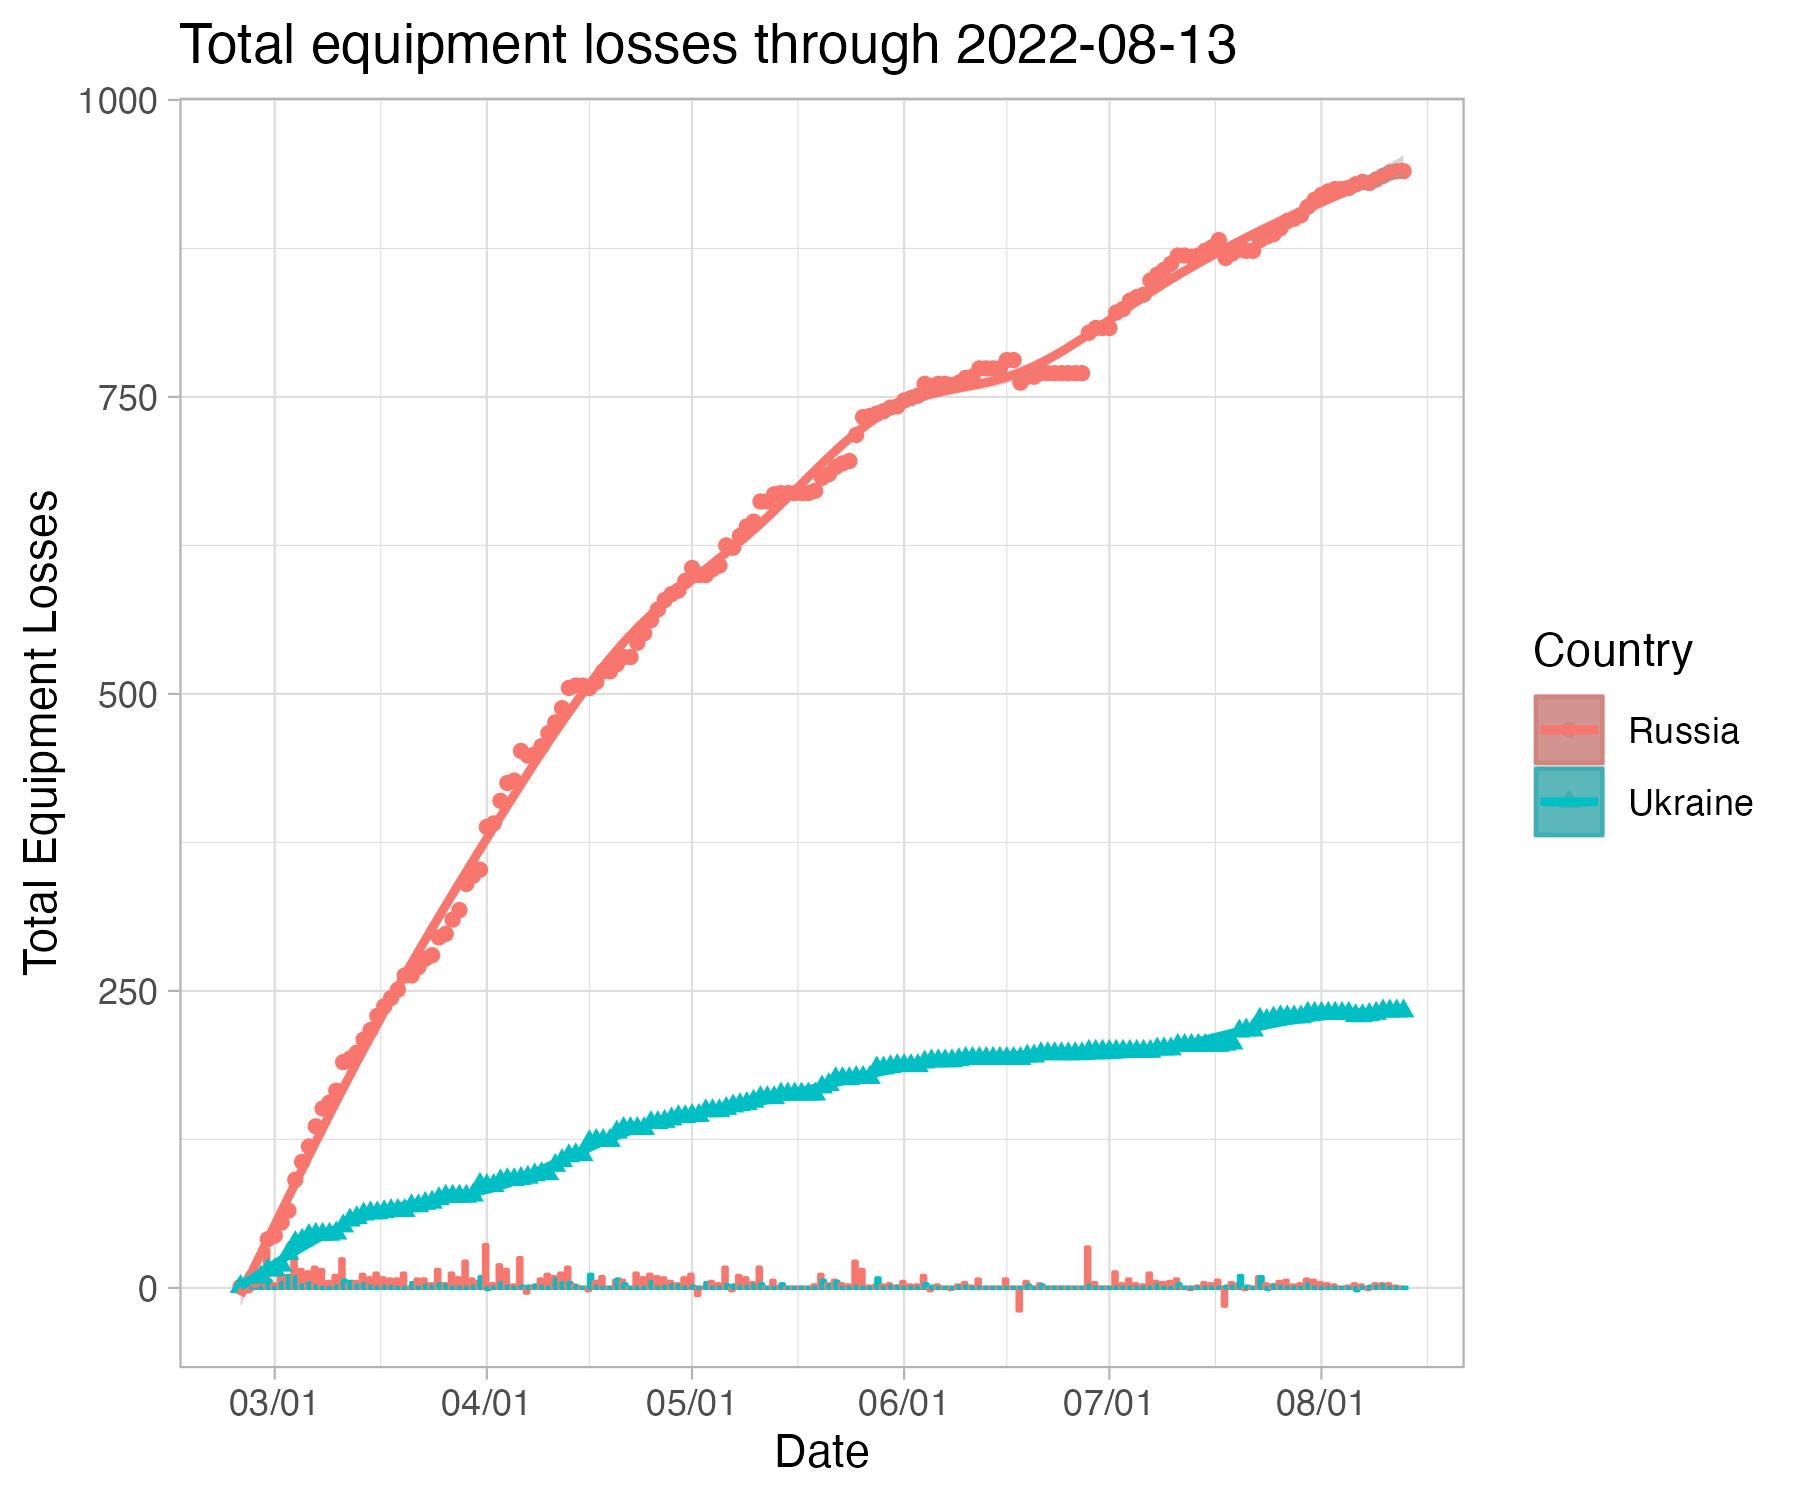 Total equipment losses through 2022-08-13
Total Equipment Losses
1000
750
500
250
0
03/01 04/01 05/01 06/01 07/01 08/01
Date
Country
Russia
Ukraine